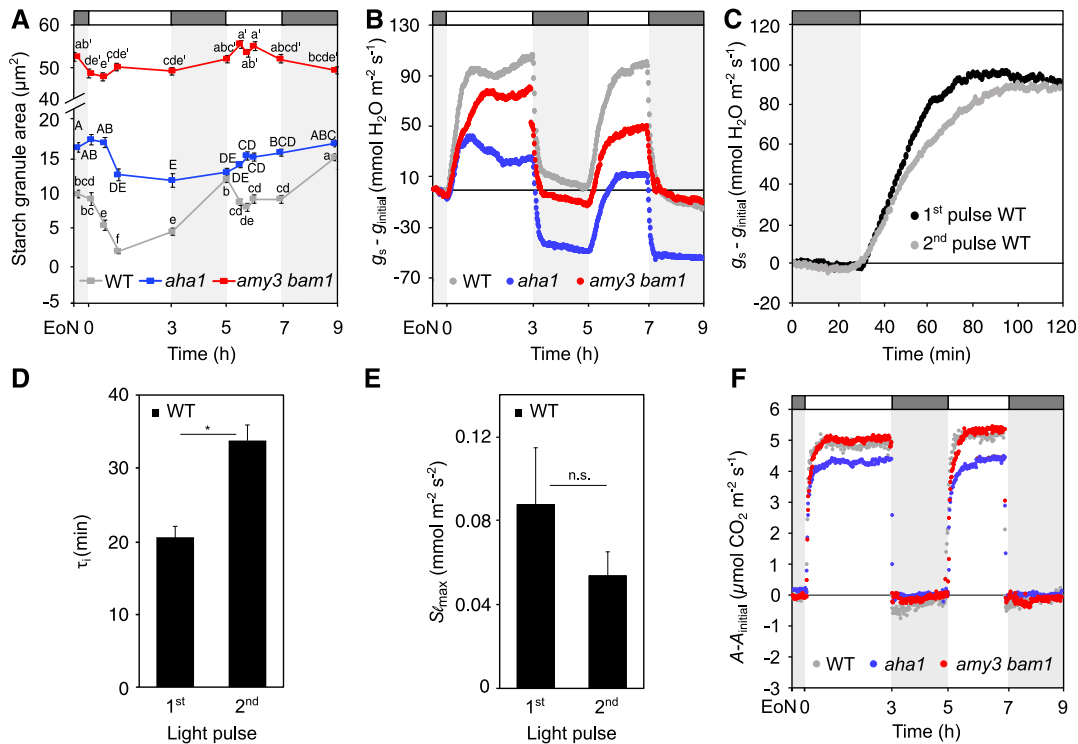 A
Starch granule area (µm²)
60
50
40
20
15
10
5
0
−5
ab'
de'
e'
cde'
cde'
abc'
a'
ab'
a'
abcd'
bcde'
A
AB
AB
DE
E
DE
DE
CD
CD
BCD
ABC
bcd
bc
e
f
e
b
cd
de
cd
cd
a
WT aha1 amy3 bam1
EoN 0 3 5 7 9
Time (h)
B
gs - ginitial (mmol H2O m−2 s−1)
130
90
50
10
−30
−70
WT aha1 amy3 bam1
EoN 0 3 5 7 9
Time (h)
C
gs - ginitial (mmol H2O m−2 s−1)
120
100
80
60
40
20
0
−20
1st pulse WT
2nd pulse WT
0 20 40 60 80 100 120
Time (min)
D
τi (min)
40
30
20
10
0
WT
*
1st 2nd
Light pulse
E
Sℓmax (mmol m−2 s−2)
0.12
0.08
0.04
0
WT
n.s.
1st 2nd
Light pulse
F
A-Ainitial (µmol CO2 m−2 s−1)
6
5
4
3
2
1
0
−1
−2
−3
WT aha1 amy3 bam1
EoN 0 3 5 7 9
Time (h)